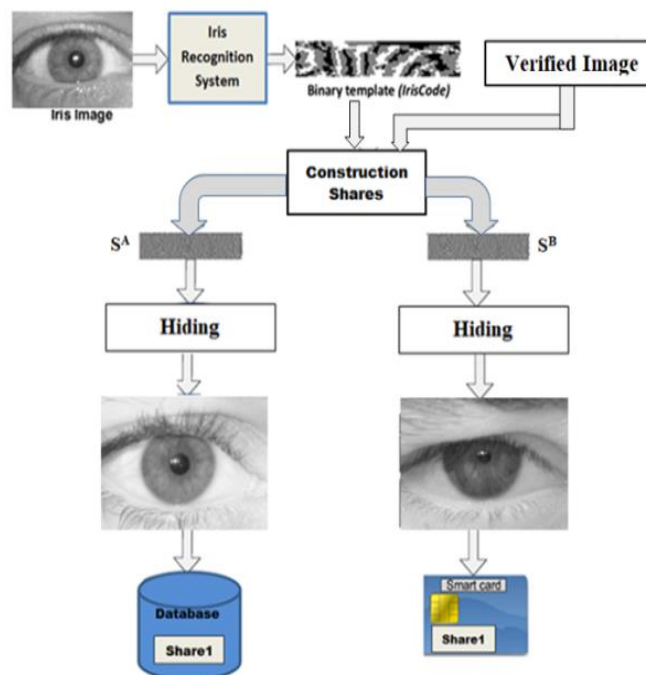 Iris
Recognition
System
Verified Image
Iris Image
Binary template (IrisCode)
Construction
Shares
S^A
S^B
Hiding
Hiding
Database
Share1
Smart card
Share1